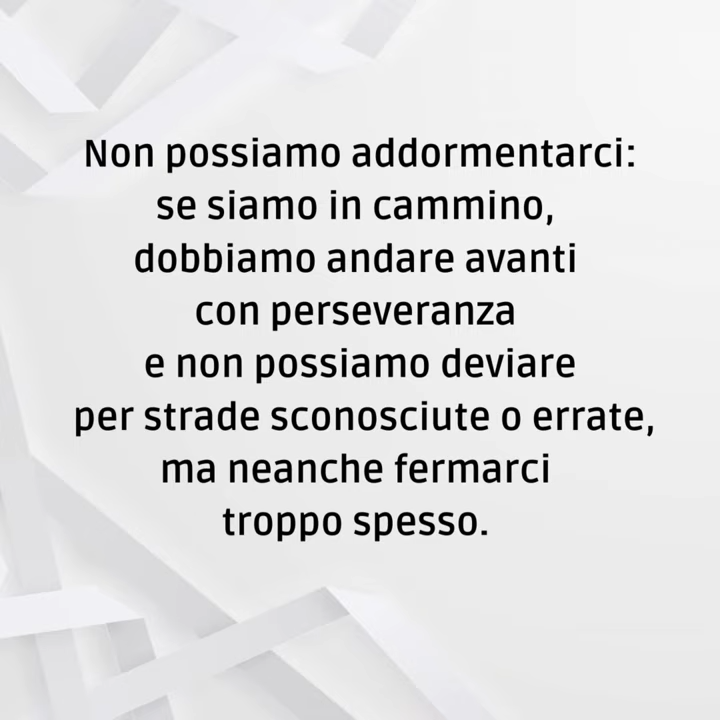 Non possiamo addormentarci:
se siamo in cammino,
dobbiamo andare avanti
con perseveranza
e non possiamo deviare
per strade sconosciute o errate,
ma neanche fermarci
troppo spesso.